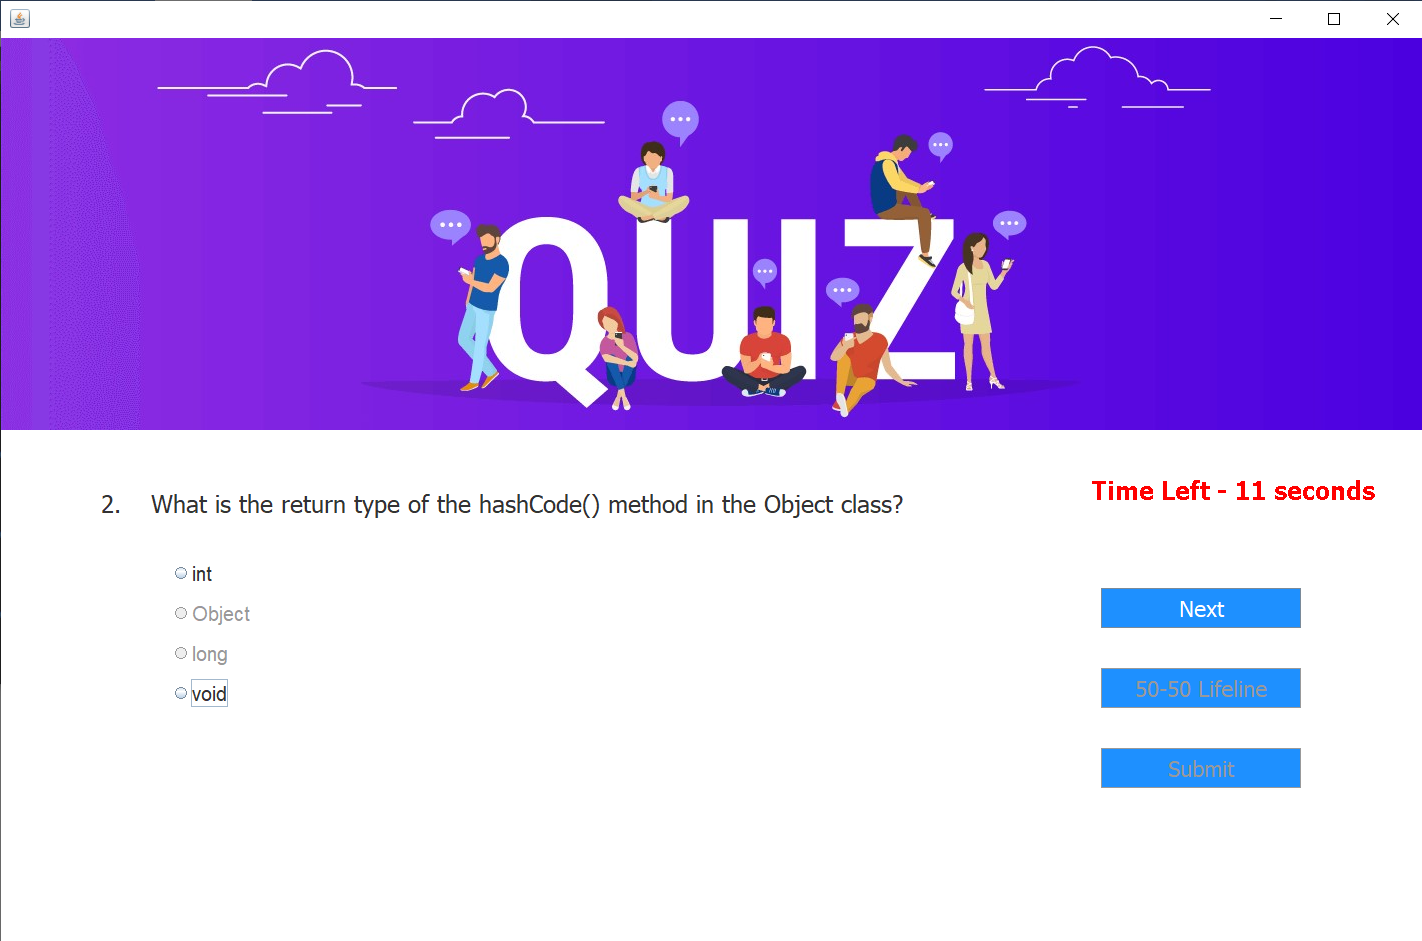 QUIZ
2. What is the return type of the hashCode() method in the Object class?
Time Left - 11 seconds
int
Object
long
void
Next
50-50 Lifeline
Submit